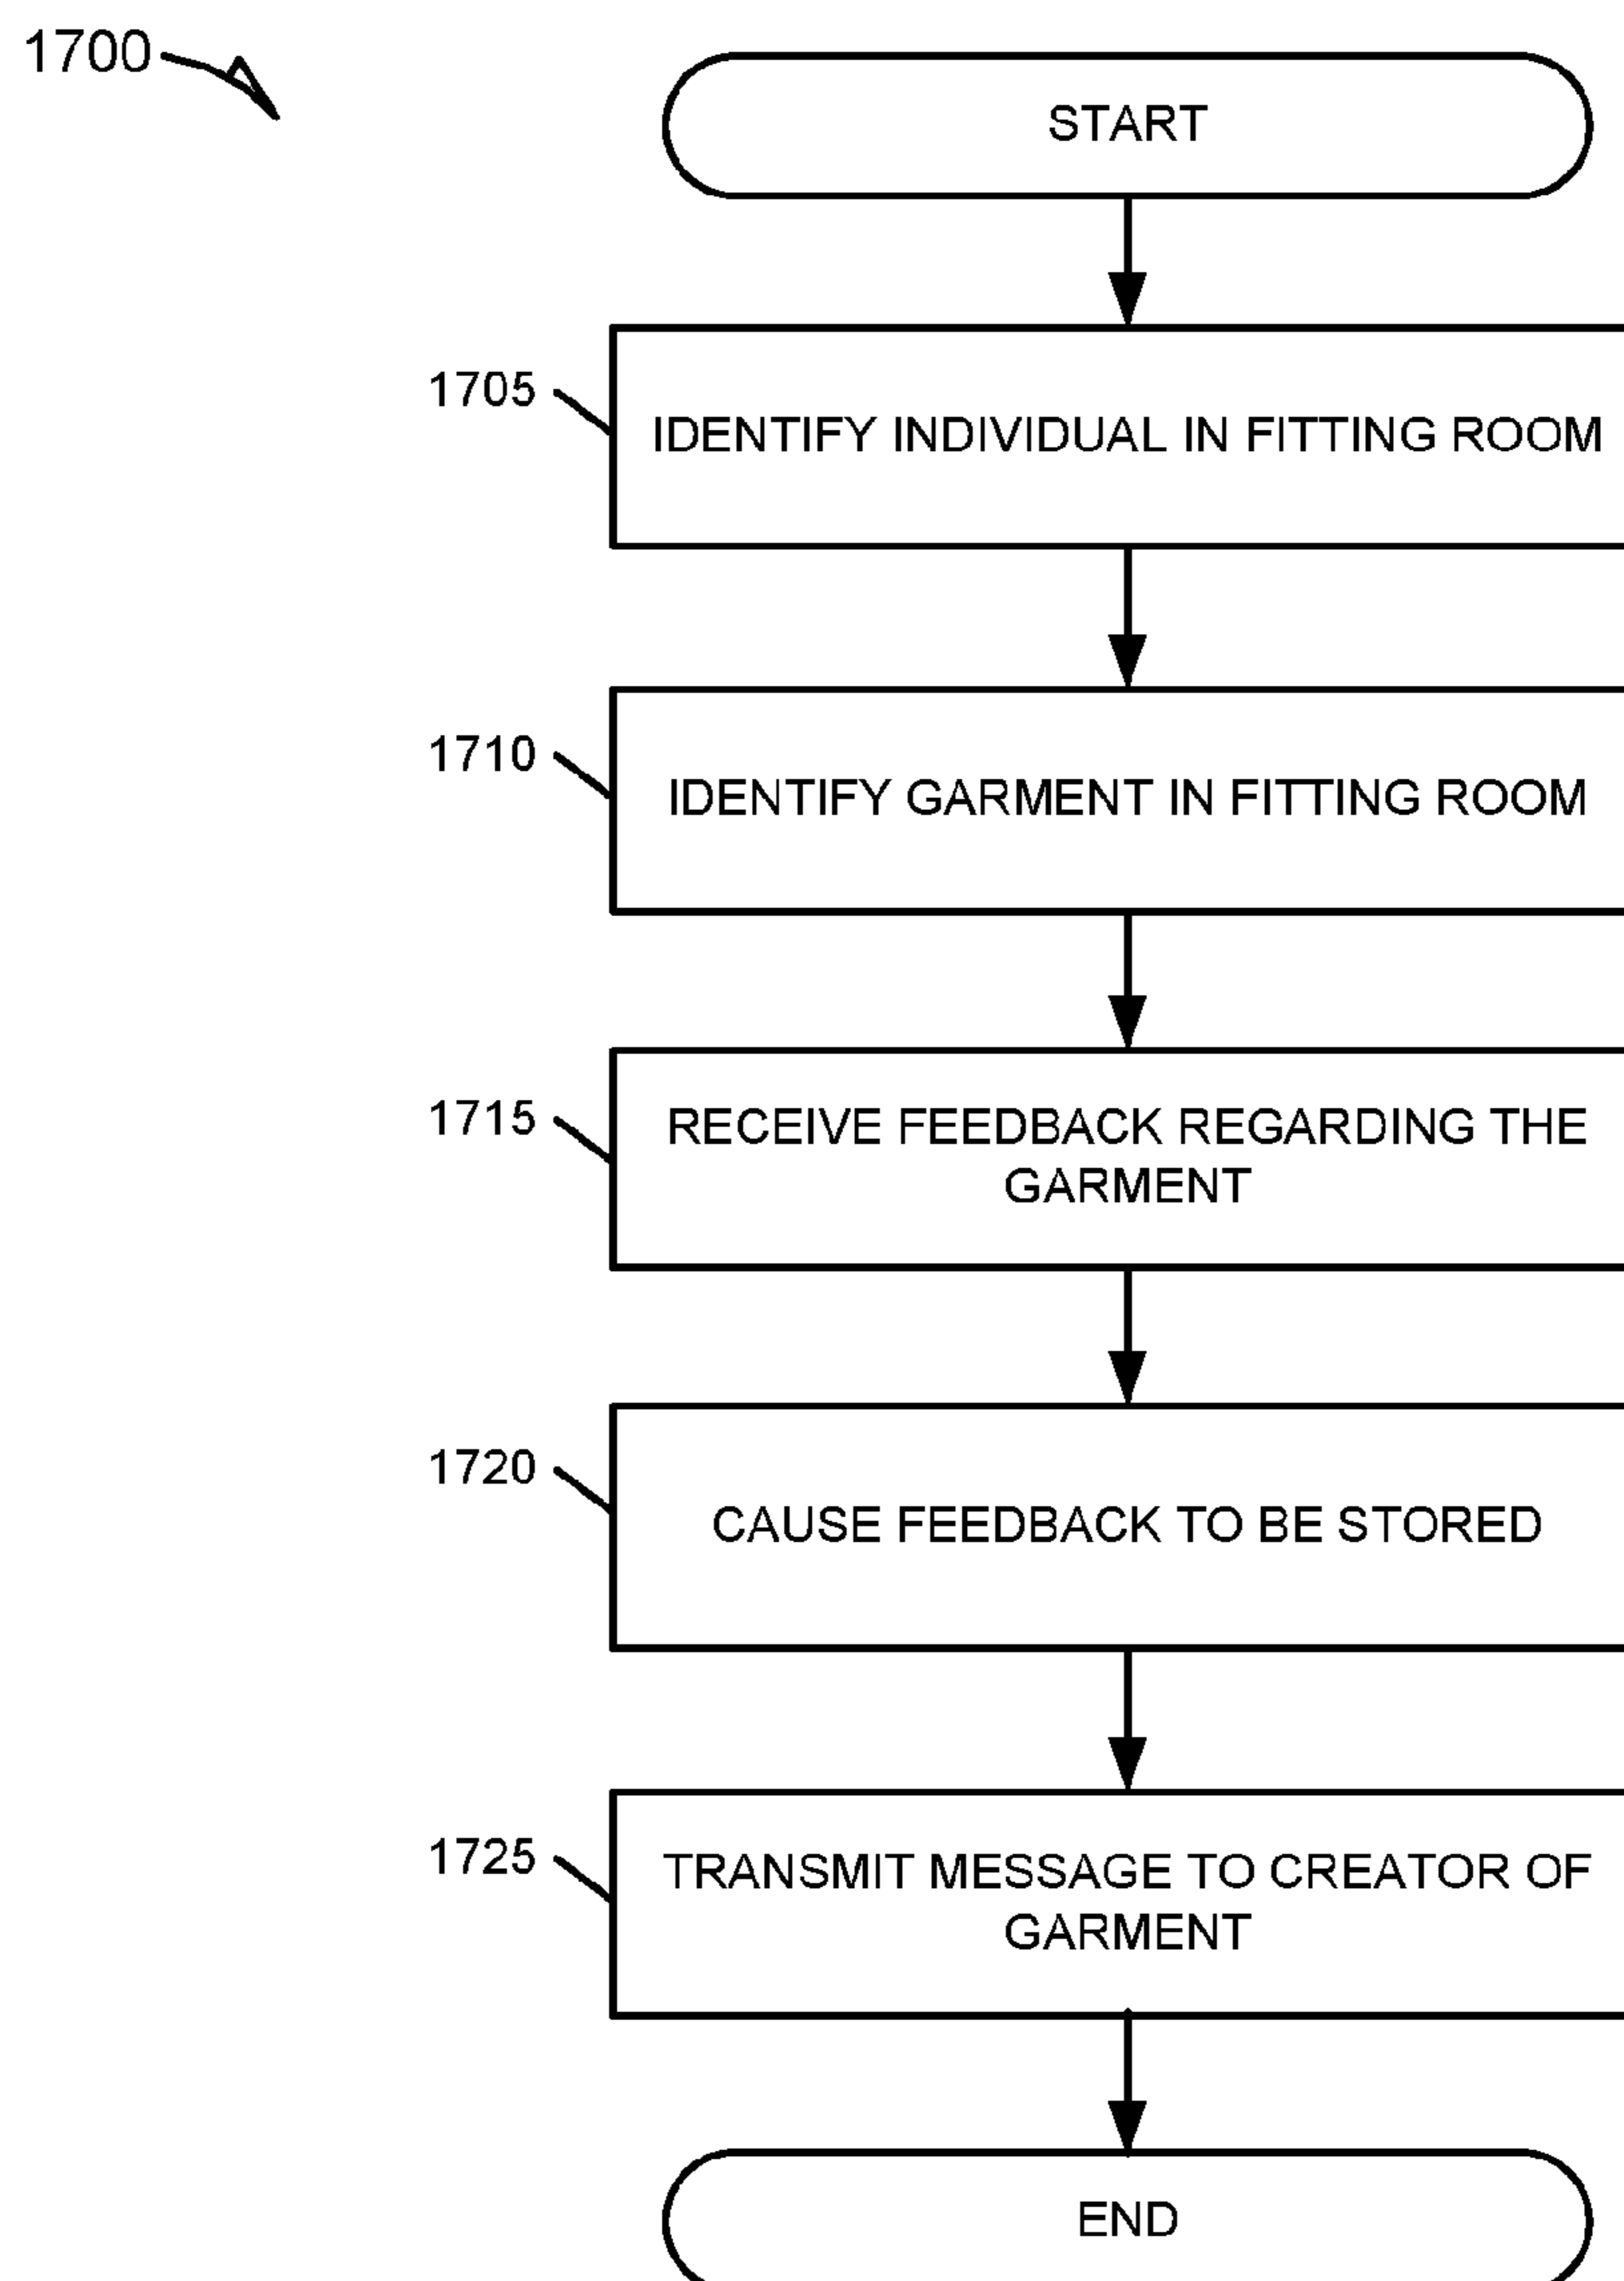 1700
START
1705
IDENTIFY INDIVIDUAL IN FITTING ROOM
1710
IDENTIFY GARMENT IN FITTING ROOM
1715
RECEIVE FEEDBACK REGARDING THE
GARMENT
1720
CAUSE FEEDBACK TO BE STORED
1725
TRANSMIT MESSAGE TO CREATOR OF
GARMENT
END